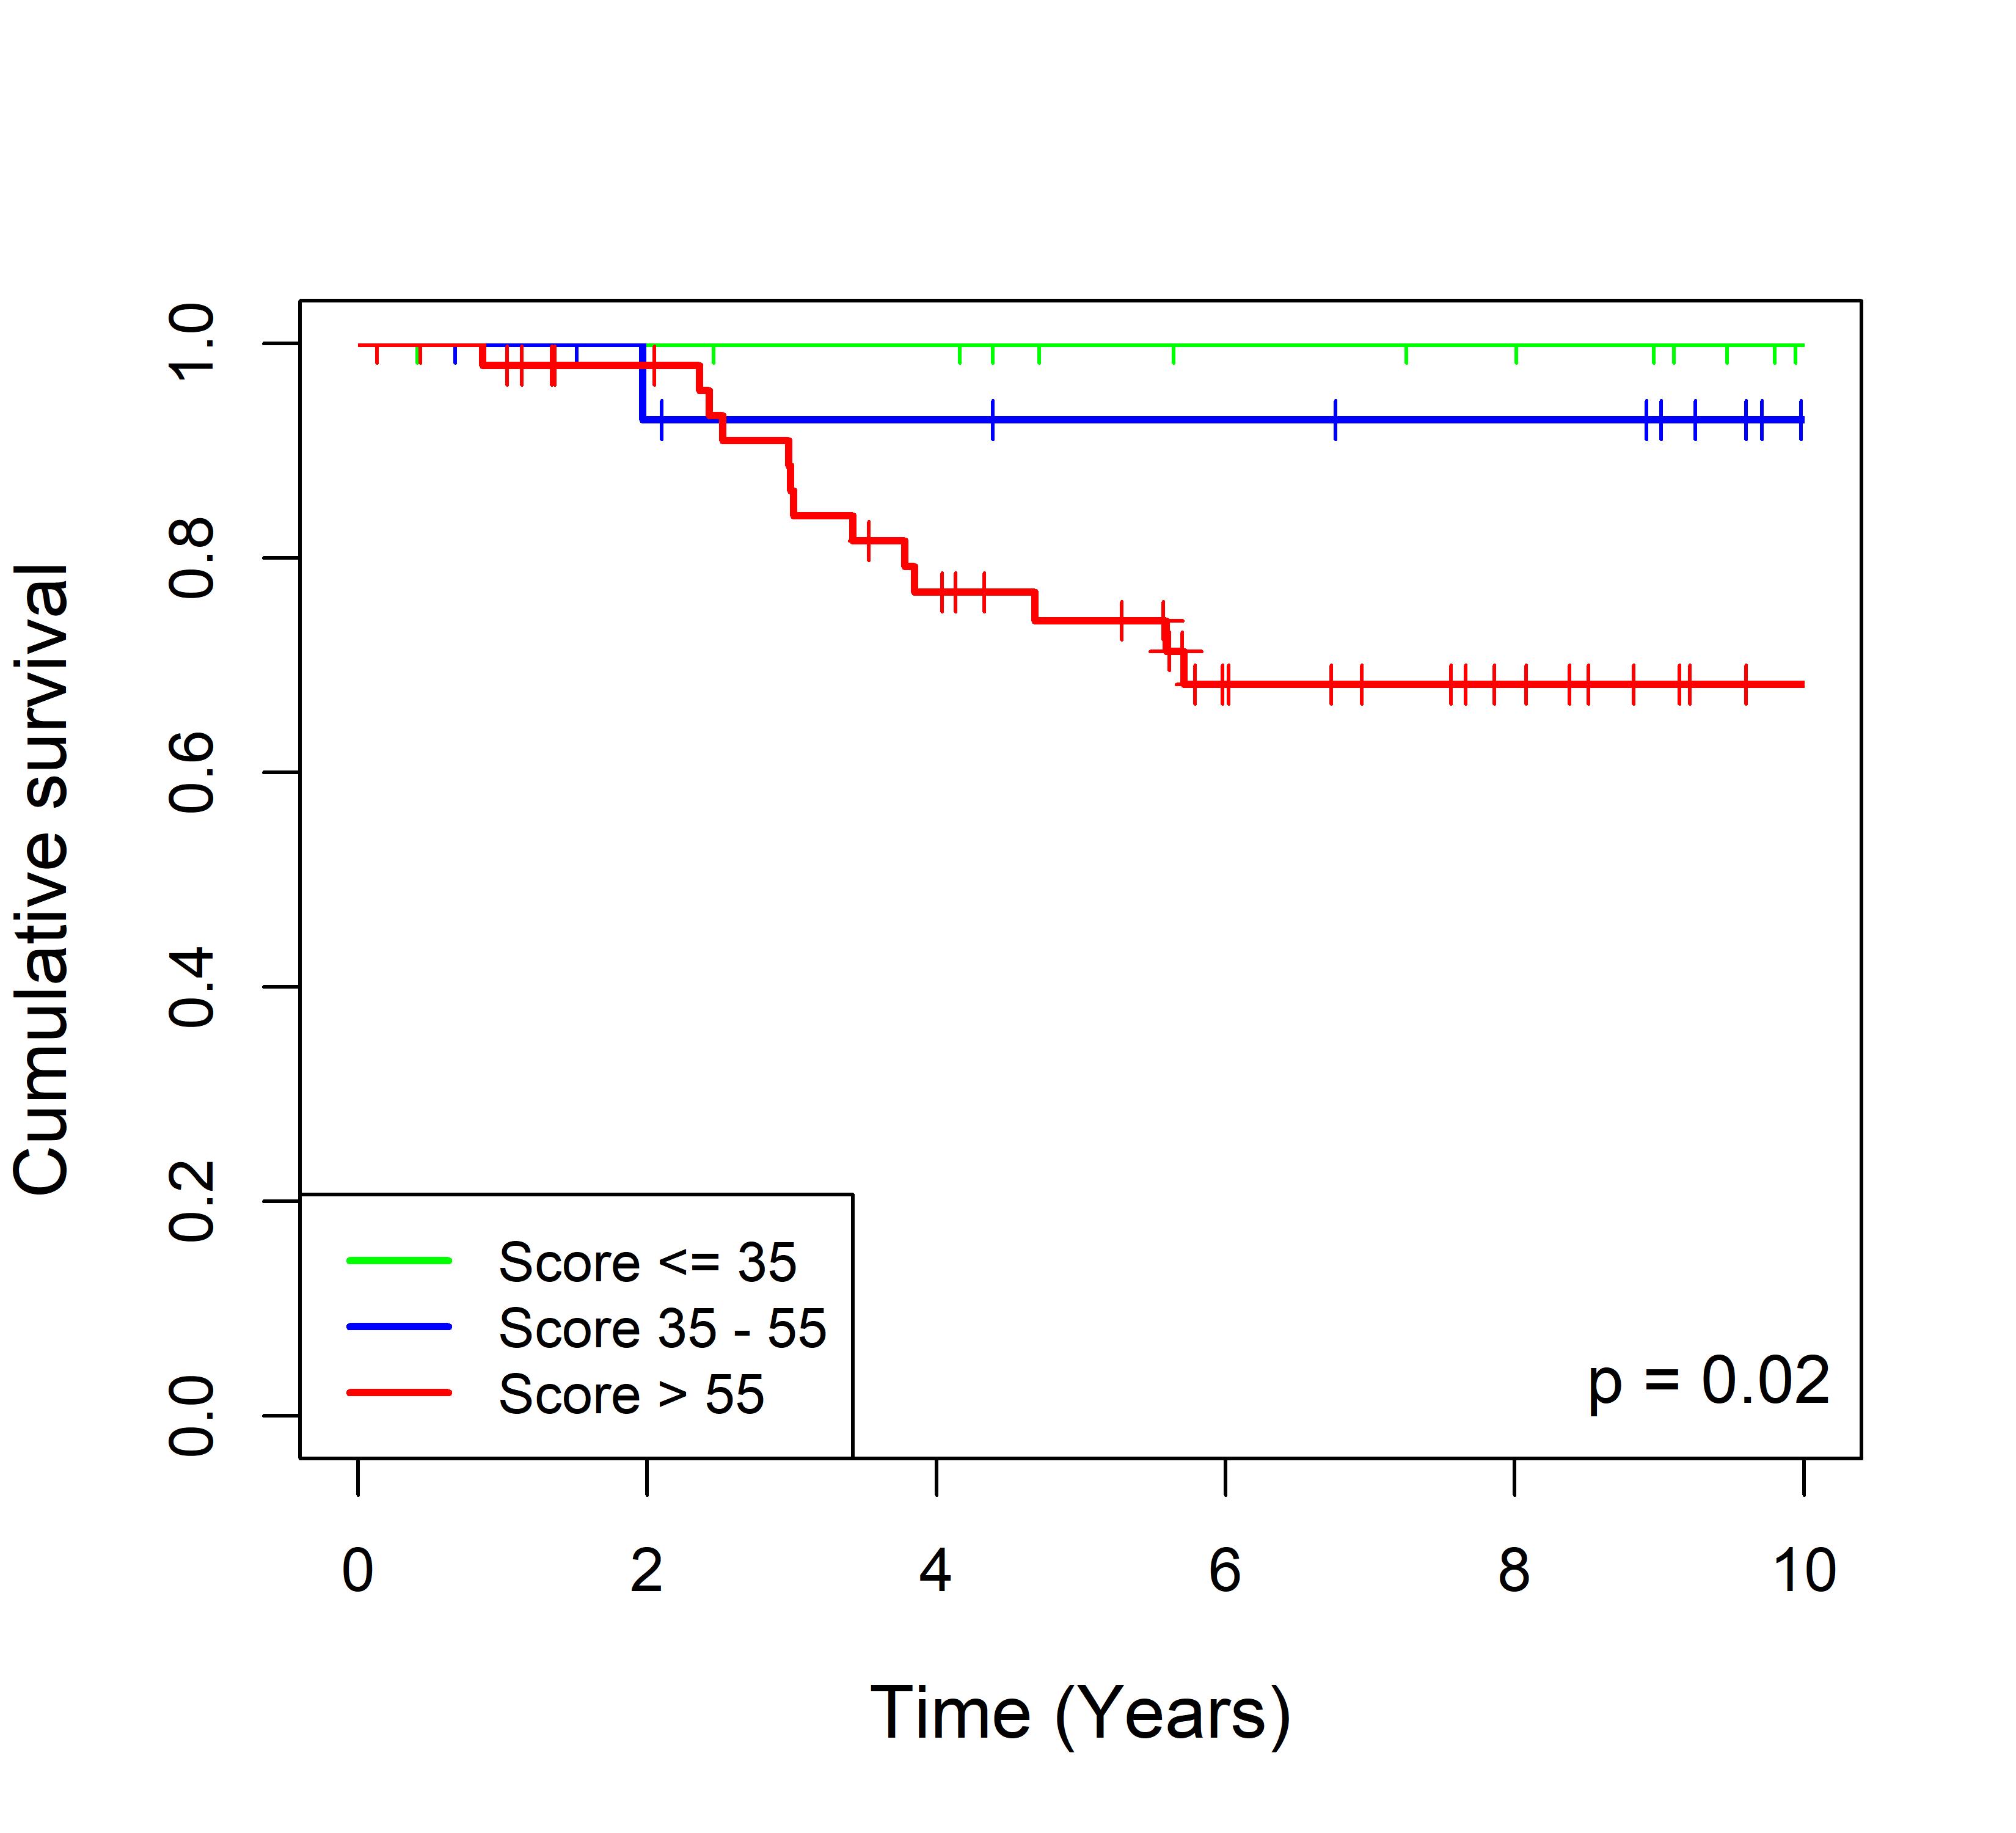 Cumulative survival
1.0
0.8
0.6
0.4
0.2
0.0
Score <= 35
Score 35 - 55
Score > 55
p = 0.02
0 2 4 6 8 10
Time (Years)